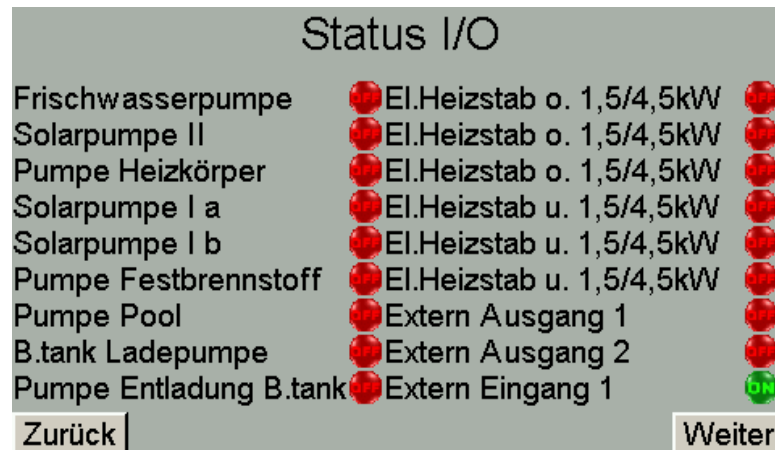 Status I/O
Frischwasserpumpe OFF El.Heizstab o. 1,5/4,5kW OFF
Solarpumpe II OFF El.Heizstab o. 1,5/4,5kW OFF
Pumpe Heizkörper OFF El.Heizstab o. 1,5/4,5kW OFF
Solarpumpe I a OFF El.Heizstab u. 1,5/4,5kW OFF
Solarpumpe I b OFF El.Heizstab u. 1,5/4,5kW OFF
Pumpe Festbrennstoff OFF El.Heizstab u. 1,5/4,5kW OFF
Pumpe Pool OFF Extern Ausgang 1 OFF
B.tank Ladepumpe OFF Extern Ausgang 2 OFF
Pumpe Entladung B.tank OFF Extern Eingang 1 ON
Zurück Weiter